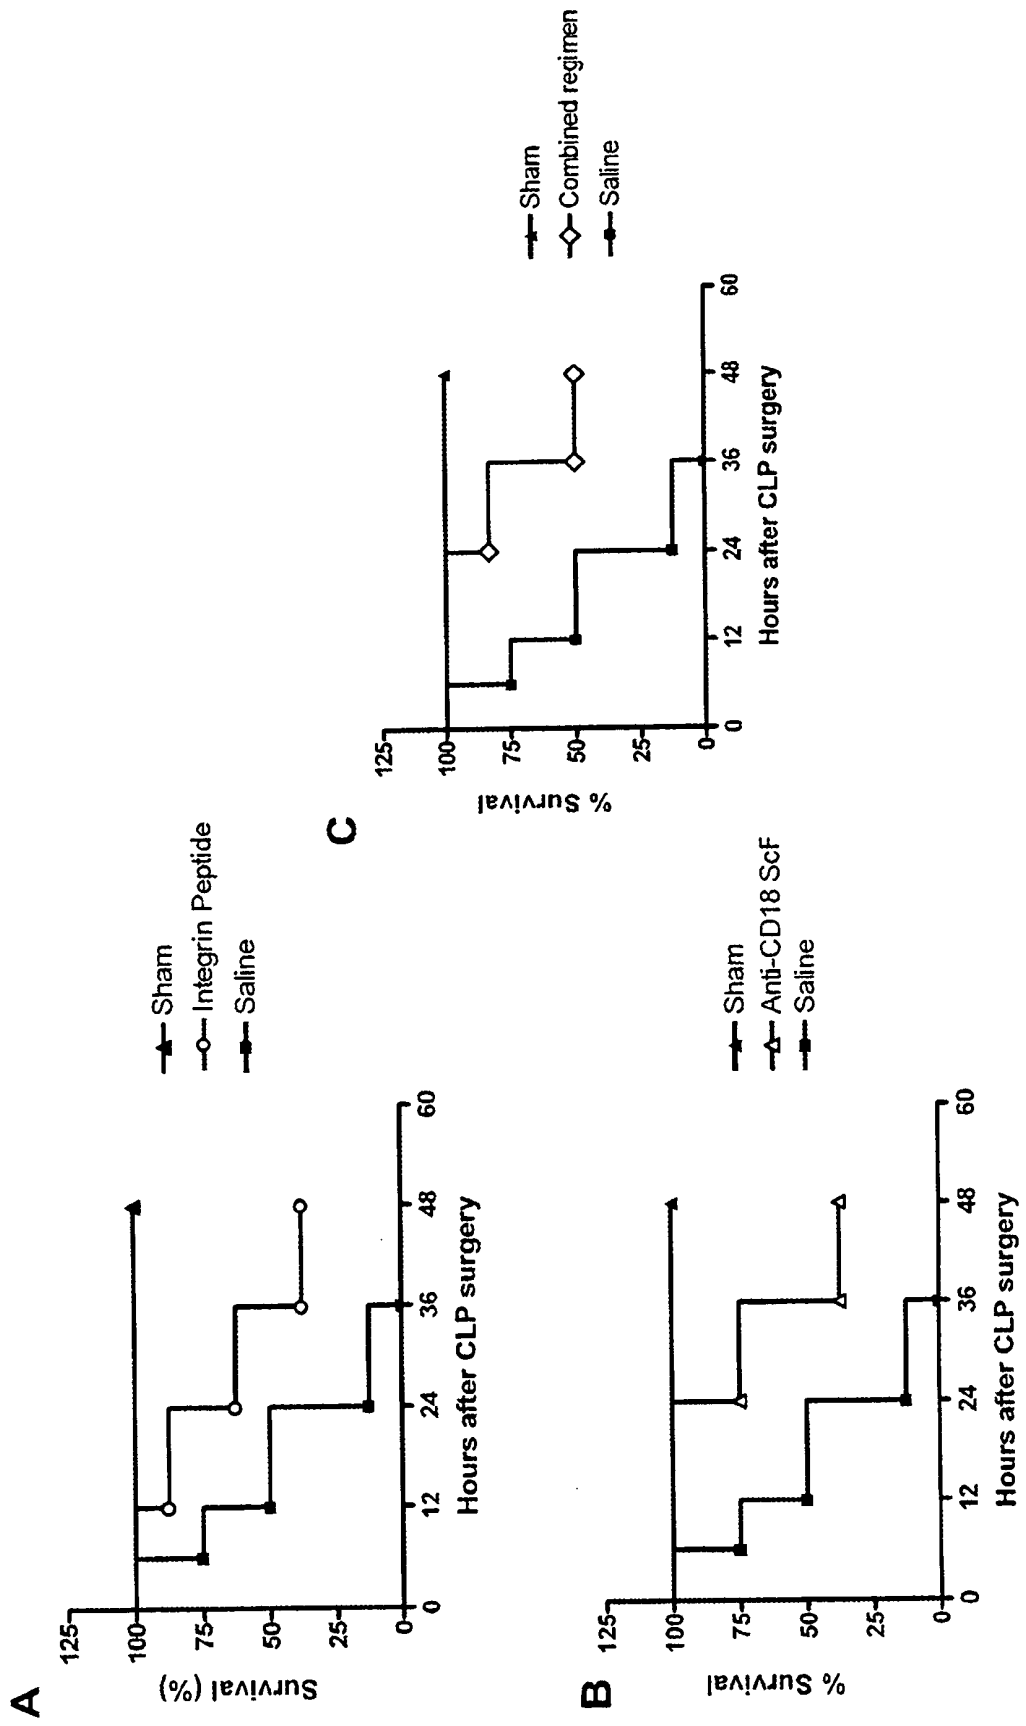 A
Survival (%)
125
100
75
50
25
0
0
12
24
36
48
60
Hours after CLP surgery
Sham
Integrin Peptide
Saline
B
% Survival
125
100
75
50
25
0
0
12
24
36
48
60
Hours after CLP surgery
Sham
Anti-CD18 ScF
Saline
C
% Survival
125
100
75
50
25
0
0
12
24
36
48
60
Hours after CLP surgery
Sham
Combined regimen
Saline